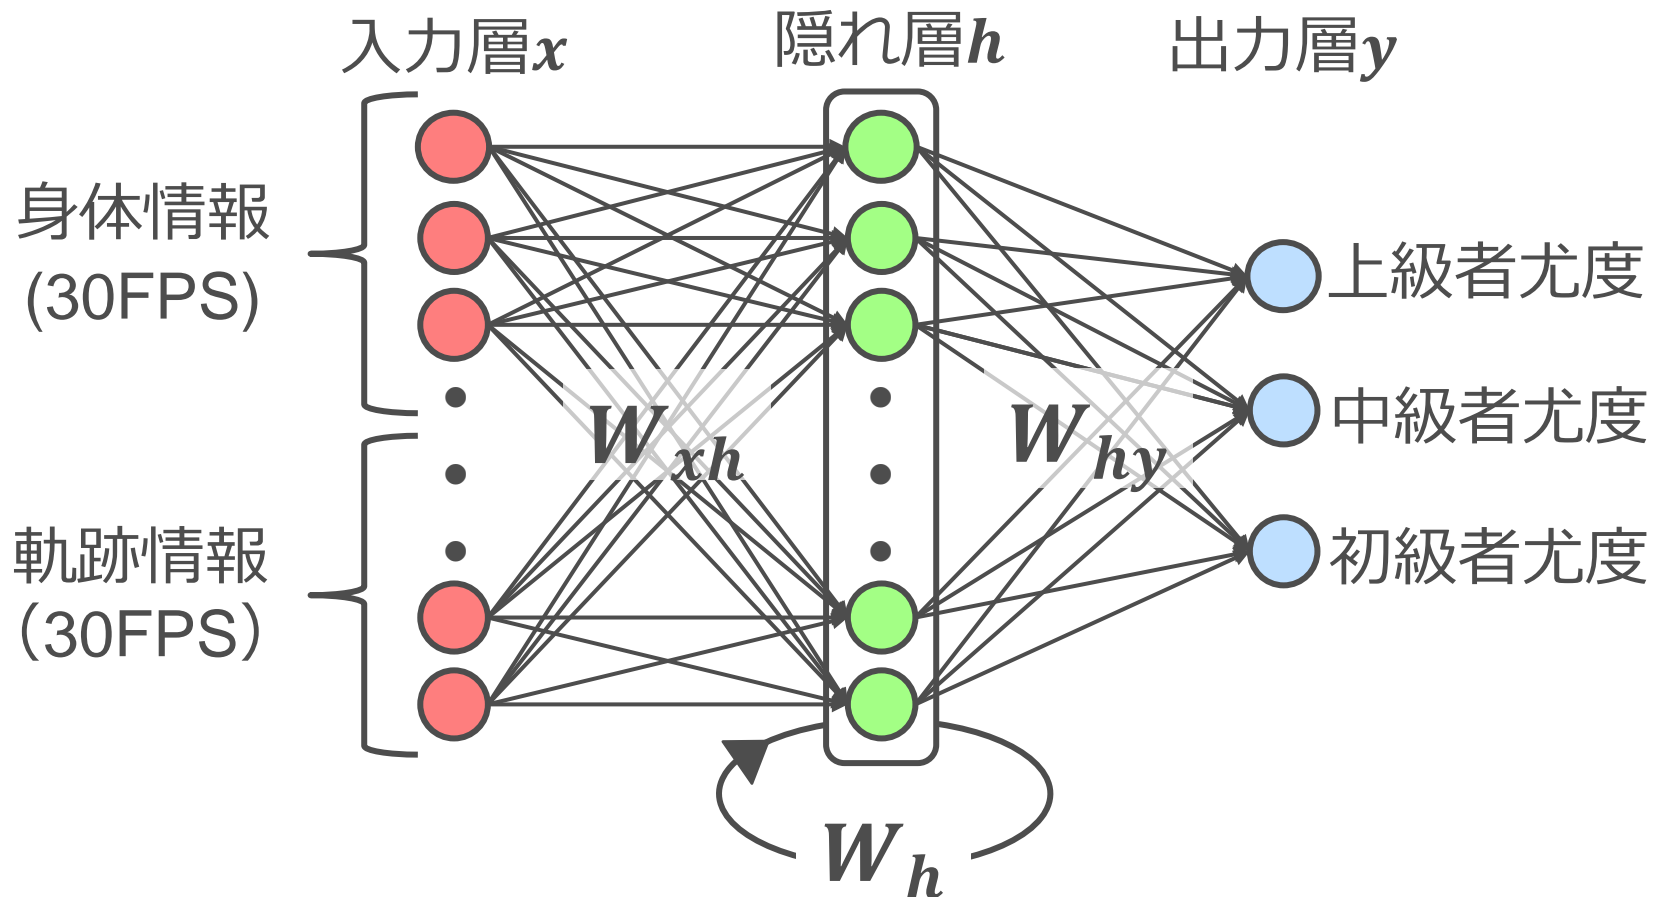 入力層x
隠れ層h
出力層y
身体情報
(30FPS)
軌跡情報
（30FPS）
W xh
W hy
W h
上級者尤度
中級者尤度
初級者尤度